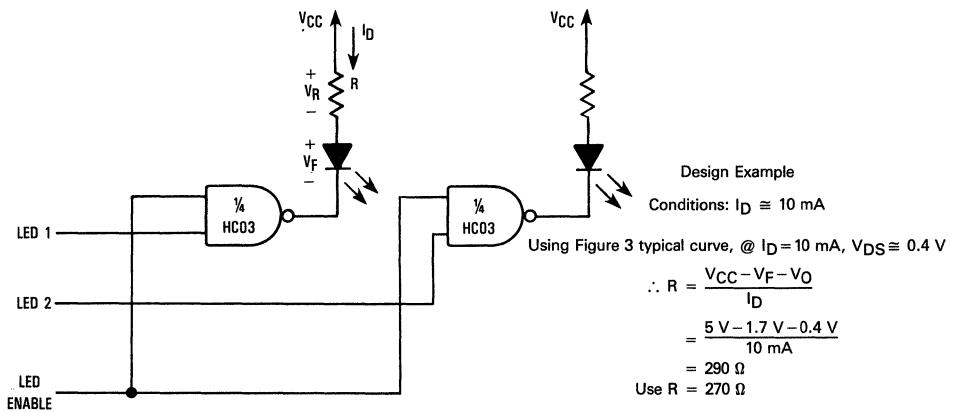 VCC
ID
+
VR
−
R
+
VF
−
¼
HC03
LED 1
LED 2
LED
ENABLE
VCC
¼
HC03
Design Example
Conditions: ID ≅ 10 mA
Using Figure 3 typical curve, @ ID=10 mA, VDS≅ 0.4 V
∴ R = VCC−VF−VO
ID
= 5 V−1.7 V−0.4 V
10 mA
= 290 Ω
Use R = 270 Ω